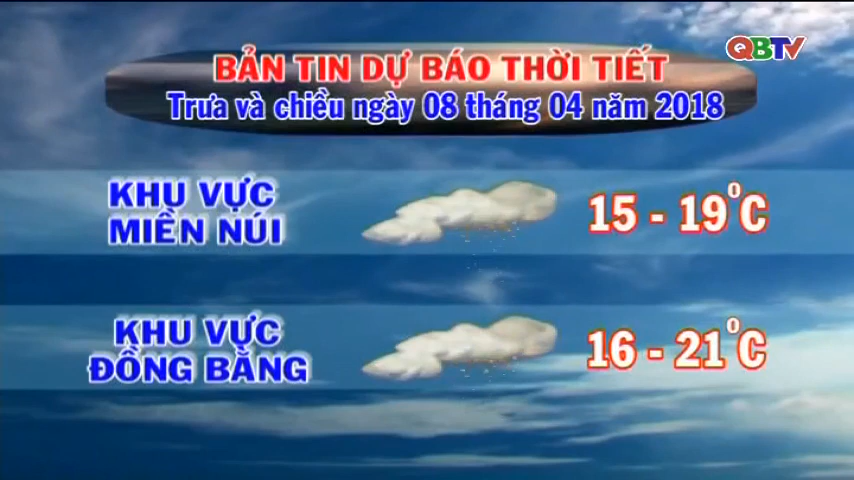 QBTV
BẢN TIN DỰ BÁO THỜI TIẾT
Trưa và chiều ngày 08 tháng 04 năm 2018
KHU VỰC
MIỀN NÚI
15 - 19°C
KHU VỰC
ĐỒNG BẰNG
16 - 21°C